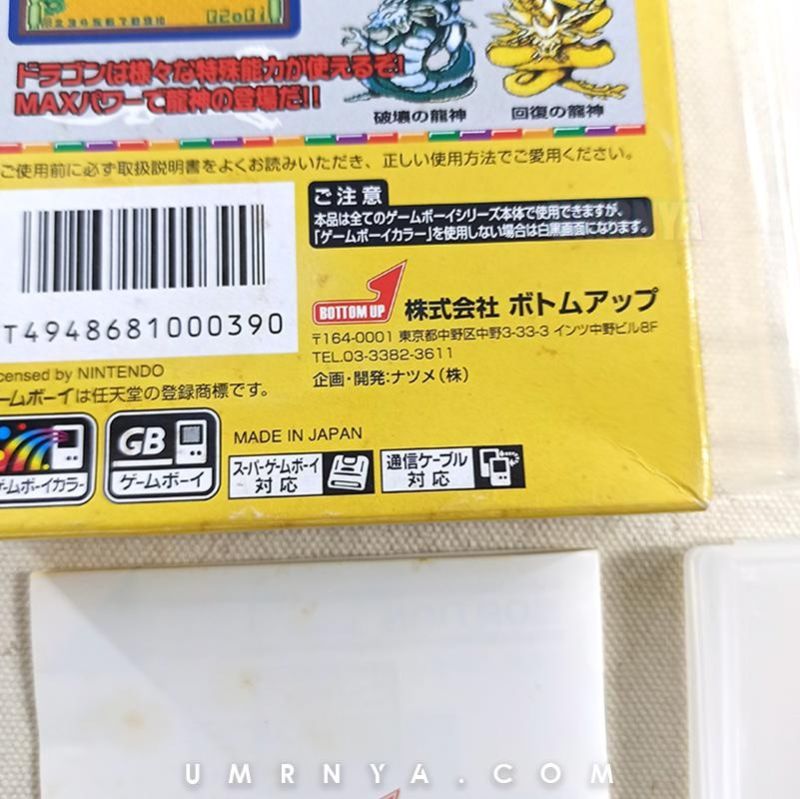 02001
ドラゴンは様々な特殊能力が使えるぞ!
MAXパワーで龍神の登場だ!!
破壊の龍神
回復の龍神
ご使用前に必ず取扱説明書をよくお読みいただき、正しい使用方法でご愛用ください。
ご注意
本品は全てのゲームボーイシリーズ本体で使用できますが、
「ゲームボーイカラー」を使用しない場合は白黒画面になります。
T4948681000390
BOTTOM UP
株式会社 ボトムアップ
〒164-0001 東京都中野区中野3-33-3 インツ中野ビル8F
TEL.03-3382-3611
企画・開発:ナツメ(株)
censed by NINTENDO
ームボーイは任天堂の登録商標です。
MADE IN JAPAN
ームボーイカラー
GB
ゲームボーイ
スーパーゲームボーイ
対応
通信ケーブル
対応
UMRNYA.COM